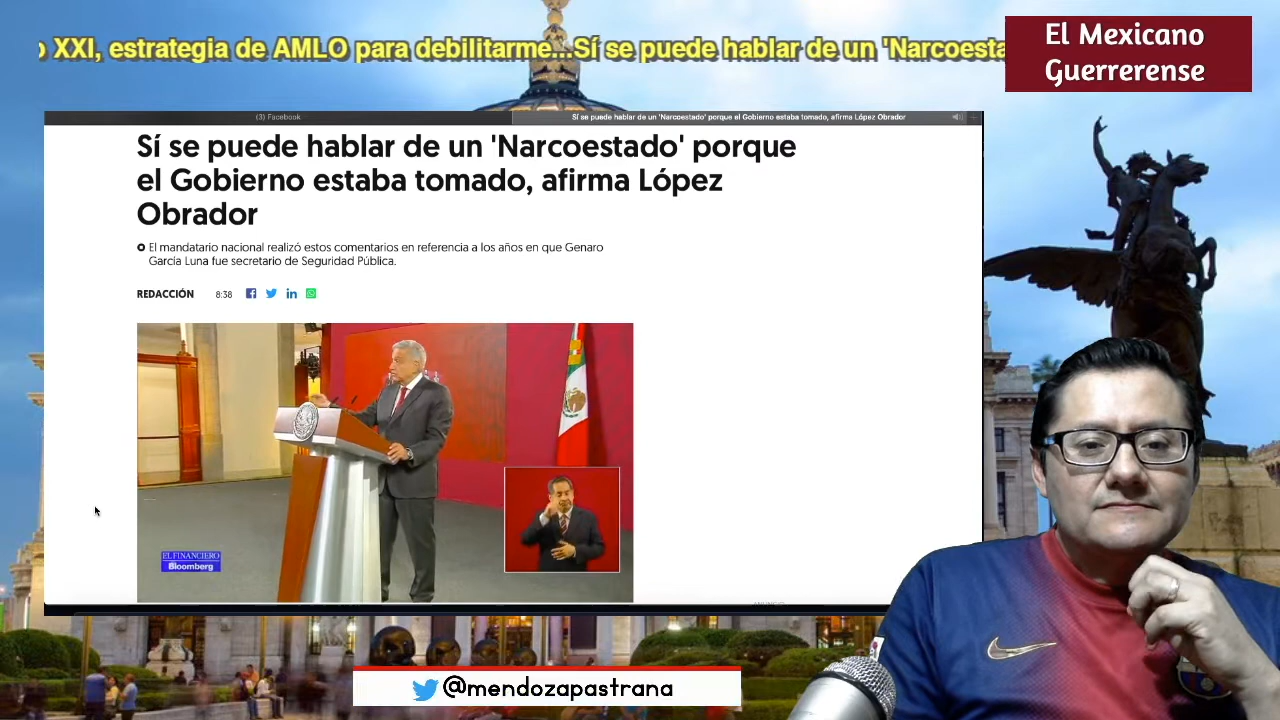 XXI, estrategia de AMLO para debilitarme...Sí se puede hablar de un 'Narcoesta
El Mexicano
Guerrerense
(3) Facebook
Sí se puede hablar de un 'Narcoestado' porque el Gobierno estaba tomado, afirma López Obrador
Sí se puede hablar de un 'Narcoestado' porque
el Gobierno estaba tomado, afirma López
Obrador
El mandatario nacional realizó estos comentarios en referencia a los años en que Genaro
García Luna fue secretario de Seguridad Pública.
REDACCIÓN 8:38
EL FINANCIERO
Bloomberg
@mendozapastrana